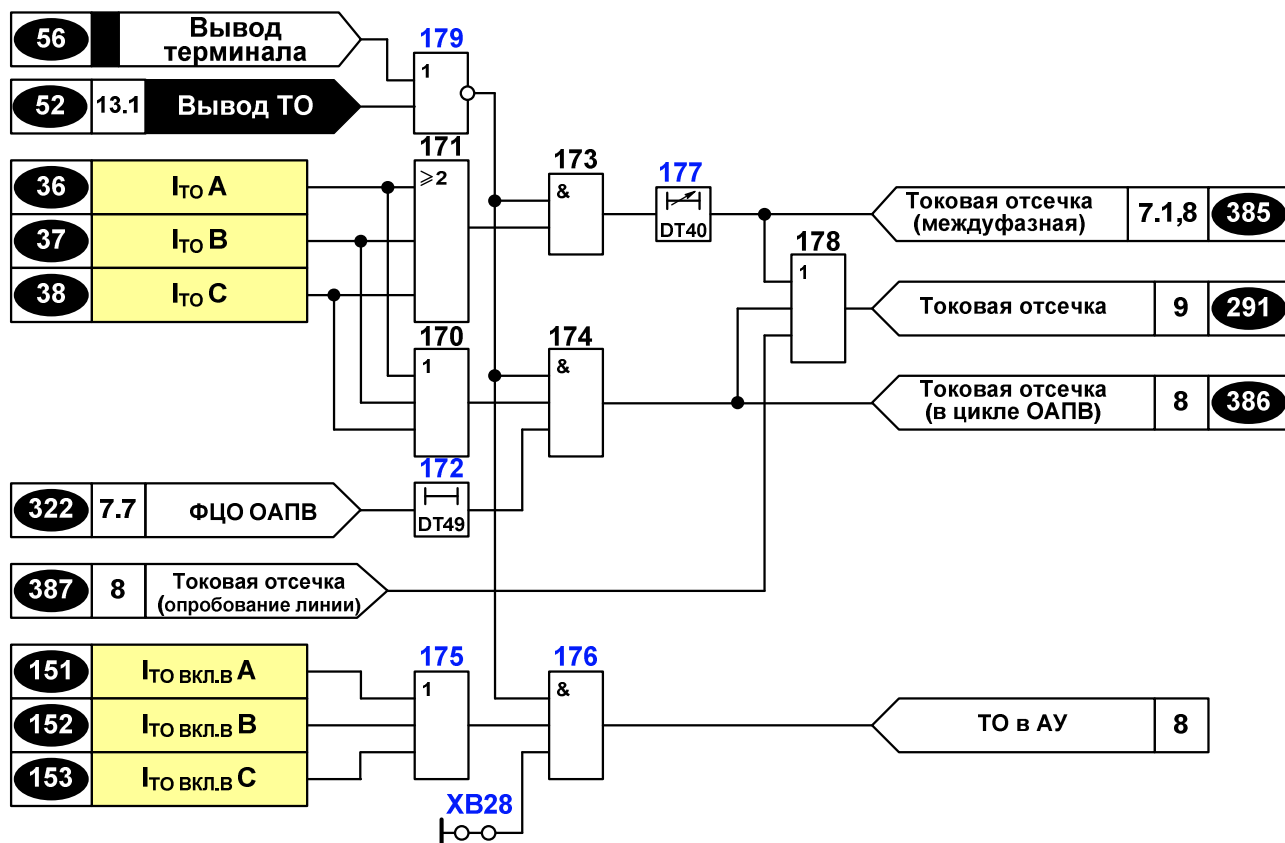 56 Вывод терминала
179
1
52 13.1 Вывод ТО
171
≥2
36 IТО А
37 IТО В
38 IТО С
173
&
177
DT40
Токовая отсечка (междуфазная) 7.1,8 385
178
1
Токовая отсечка 9 291
170
1
174
&
Токовая отсечка (в цикле ОАПВ) 8 386
172
DT49
322 7.7 ФЦО ОАПВ
387 8 Токовая отсечка (опробование линии)
151 IТО ВКЛ.В А
152 IТО ВКЛ.В В
153 IТО ВКЛ.В С
175
1
176
&
ТО в АУ 8
XB28